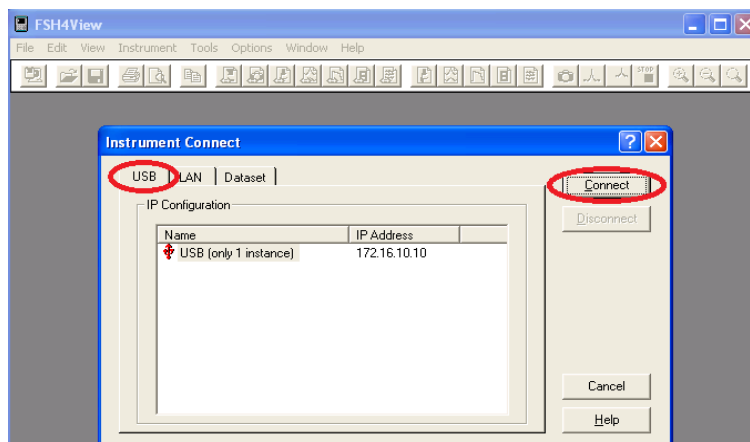 FSH4View
File Edit View Instrument Tools Options Window Help
STOP
Instrument Connect
USB LAN Dataset
Connect
IP Configuration
Disconnect
Name IP Address
USB (only 1 instance) 172.16.10.10
Cancel
Help